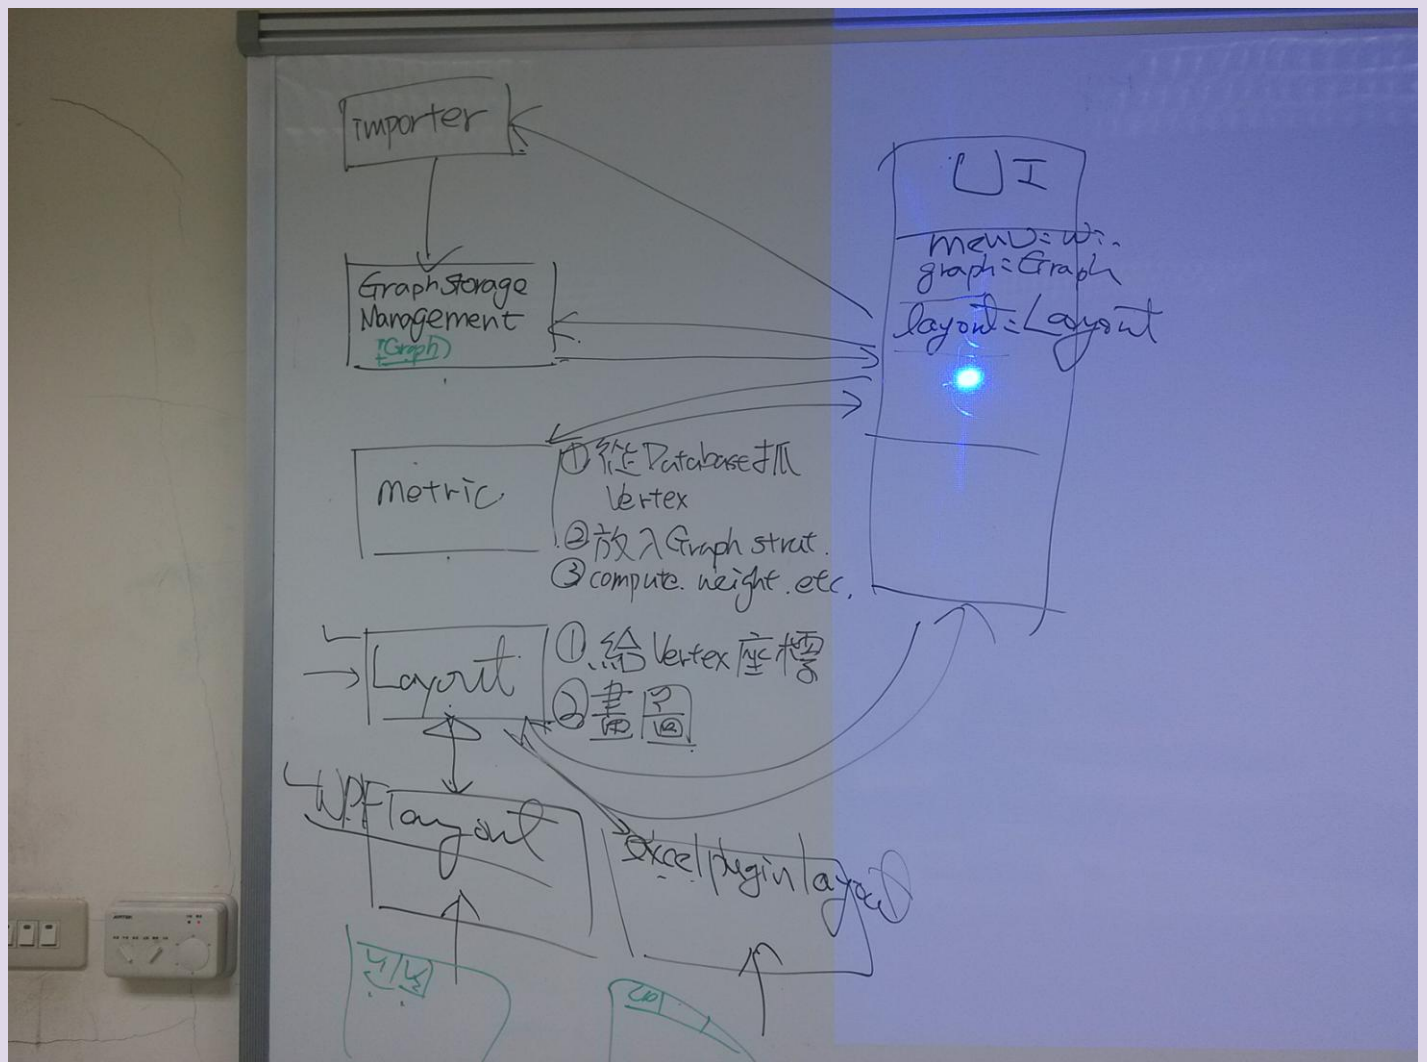 importer
UI
menu=Wi.
graph=Graph
layout=Layout
GraphStorage
Management
(Graph)
metric
①從Database抓
Vertex
②放入Graph strut.
③compute.weight.etc.
Layout
①.給Vertex座標
②畫圖
WPFlayout
excelpluginlayout